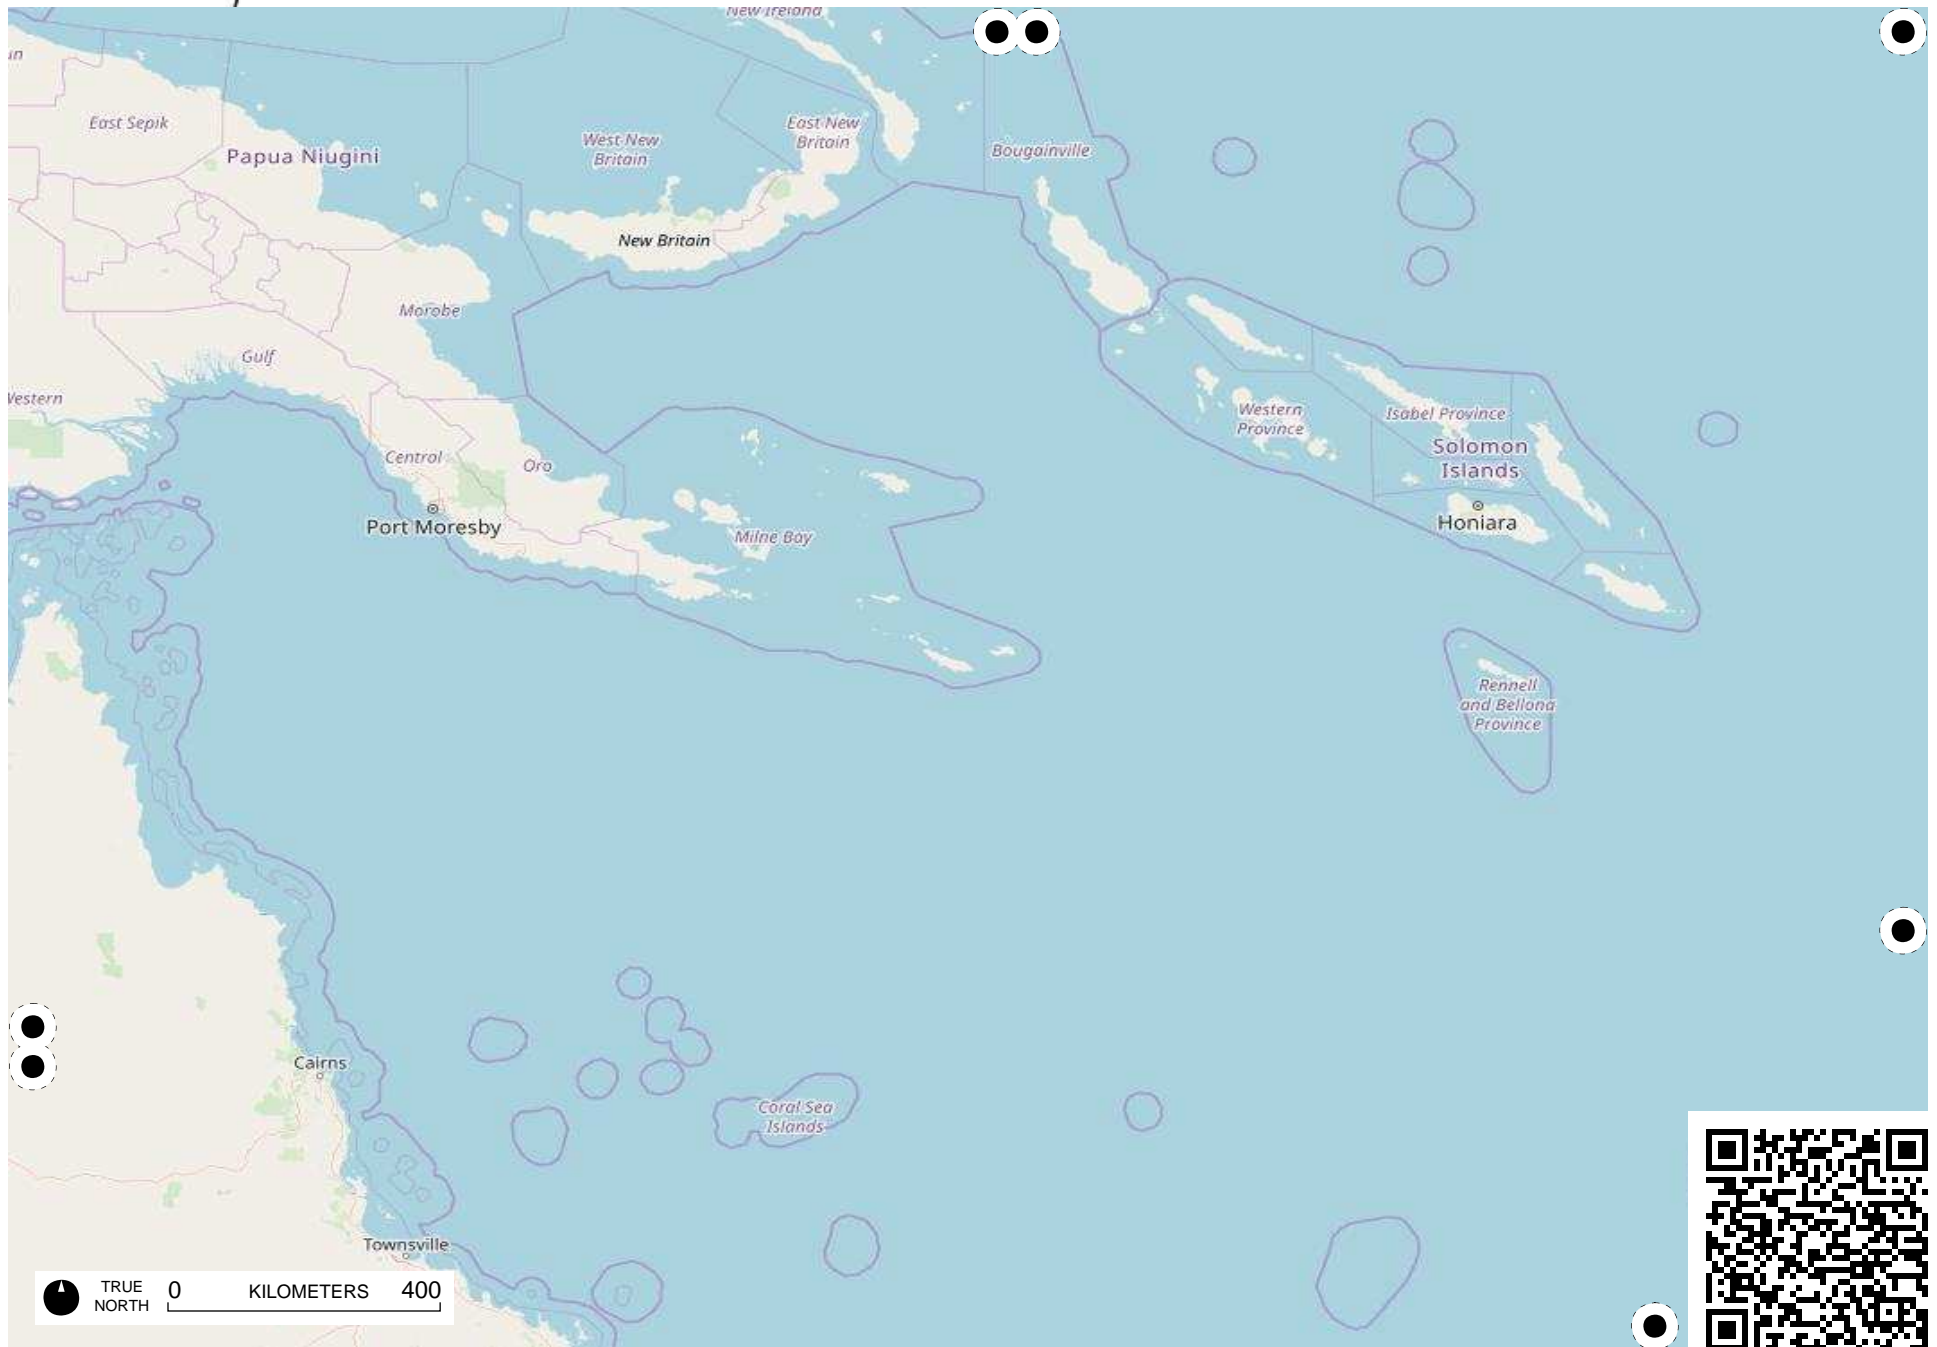 New Ireland
East Sepik
East New
Britain
West New
Britain
Bougainville
Papua Niugini
New Britain
Morobe
Gulf
Western
Province
Isabel Province
Solomon
Islands
Central
Oro
Port Moresby
Milne Bay
Honiara
Rennell
and Bellona
Province
Cairns
Coral Sea
Islands
Townsville
TRUE
NORTH
0 KILOMETERS 400